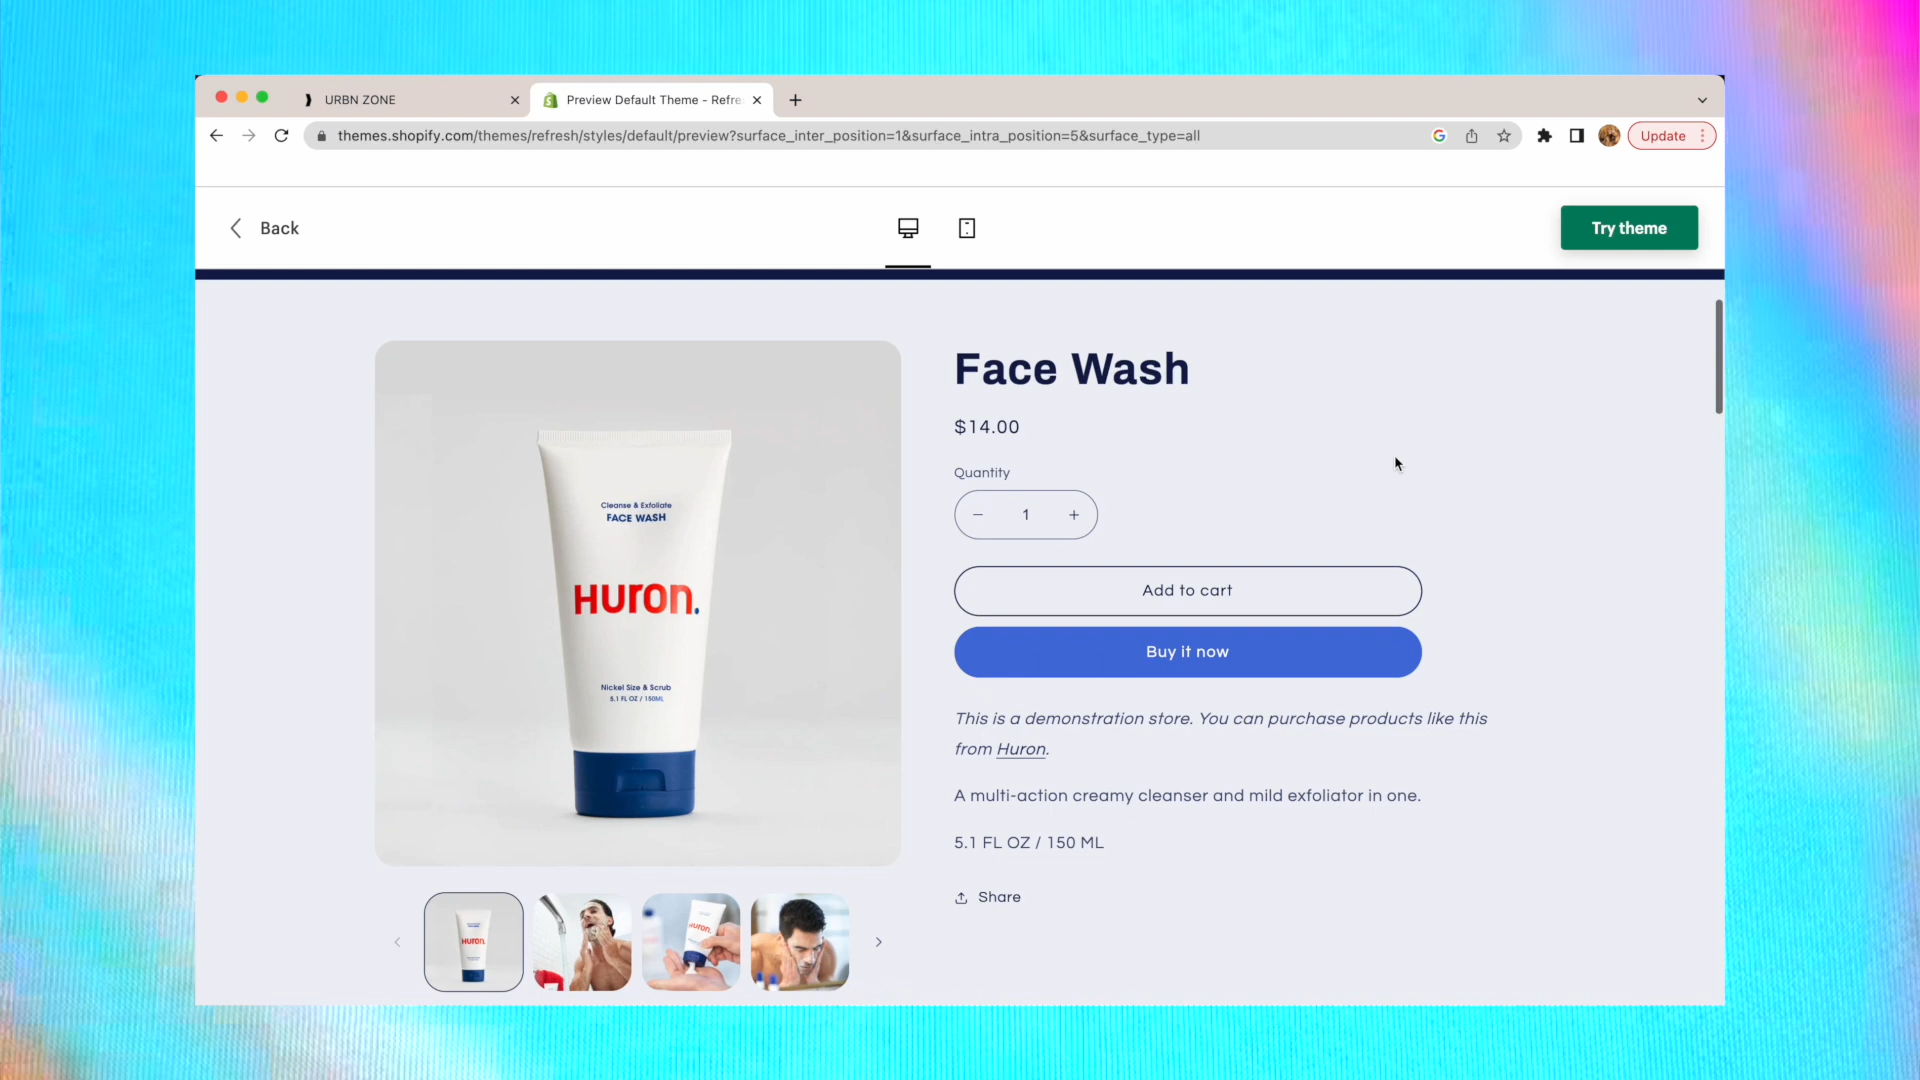 URBN ZONE
Preview Default Theme - Refre
themes.shopify.com/themes/refresh/styles/default/preview?surface_inter_position=1&surface_intra_position=5&surface_type=all
Update
Back
Try theme
Face Wash
$14.00
Quantity
− 1 +
Add to cart
Buy it now
This is a demonstration store. You can purchase products like this
from Huron.
A multi-action creamy cleanser and mild exfoliator in one.
5.1 FL OZ / 150 ML
Share
Cleanse & Exfoliate
FACE WASH
Huron.
Nickel Size & Scrub
5.1 FL OZ / 150ML
Huron.
Huron.